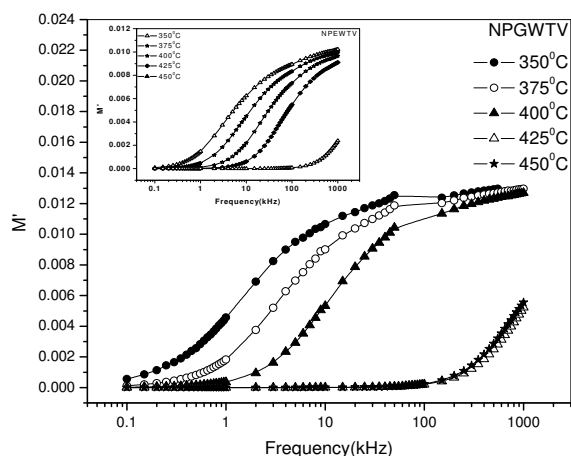 NPGWTV
350⁰C
375⁰C
400⁰C
425⁰C
450⁰C
M'
0.024
0.022
0.020
0.018
0.016
0.014
0.012
0.010
0.008
0.006
0.004
0.002
0.000
0.1 1 10 100 1000
Frequency(kHz)
NPEWTV
350⁰C
375⁰C
400⁰C
425⁰C
450⁰C
M'
0.012
0.010
0.008
0.006
0.004
0.002
0.000
0.1 1 10 100 1000
Frequency(kHz)